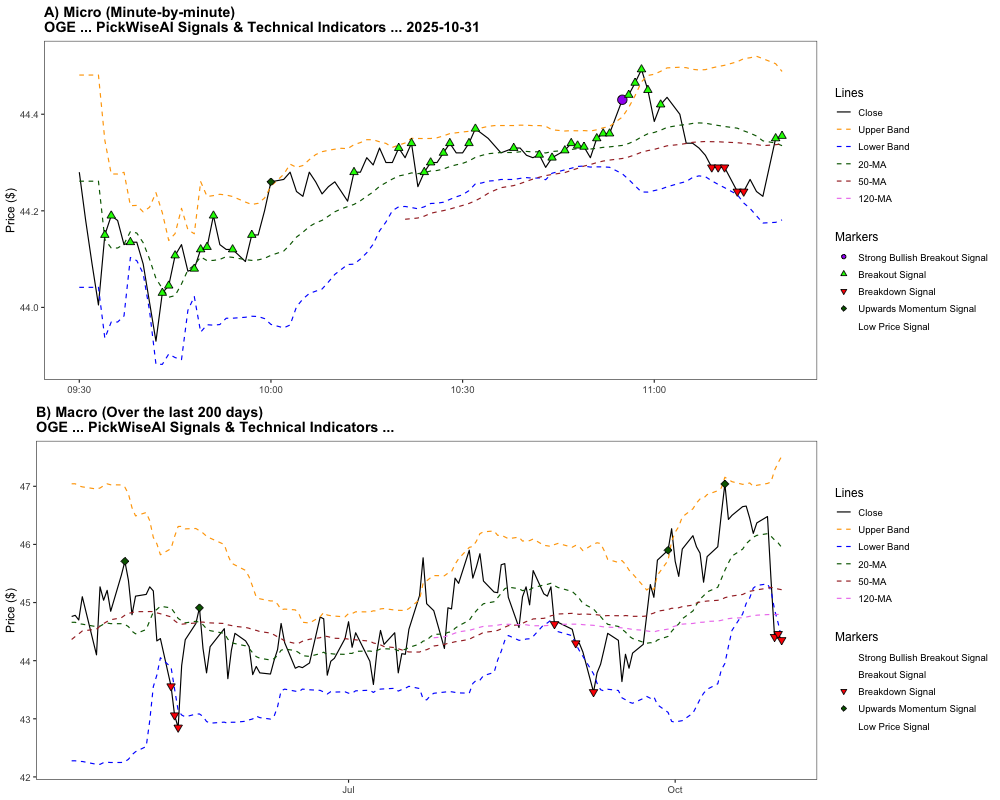 A) Micro (Minute-by-minute)
OGE ... PickWiseAI Signals & Technical Indicators ... 2025-10-31
Price ($)
44.4
44.2
44.0
09:30
10:00
10:30
11:00
Lines
Close
Upper Band
Lower Band
20-MA
50-MA
120-MA
Markers
Strong Bullish Breakout Signal
Breakout Signal
Breakdown Signal
Upwards Momentum Signal
Low Price Signal
B) Macro (Over the last 200 days)
OGE ... PickWiseAI Signals & Technical Indicators ...
Price ($)
47
46
45
44
43
42
Jul
Oct
Lines
Close
Upper Band
Lower Band
20-MA
50-MA
120-MA
Markers
Strong Bullish Breakout Signal
Breakout Signal
Breakdown Signal
Upwards Momentum Signal
Low Price Signal